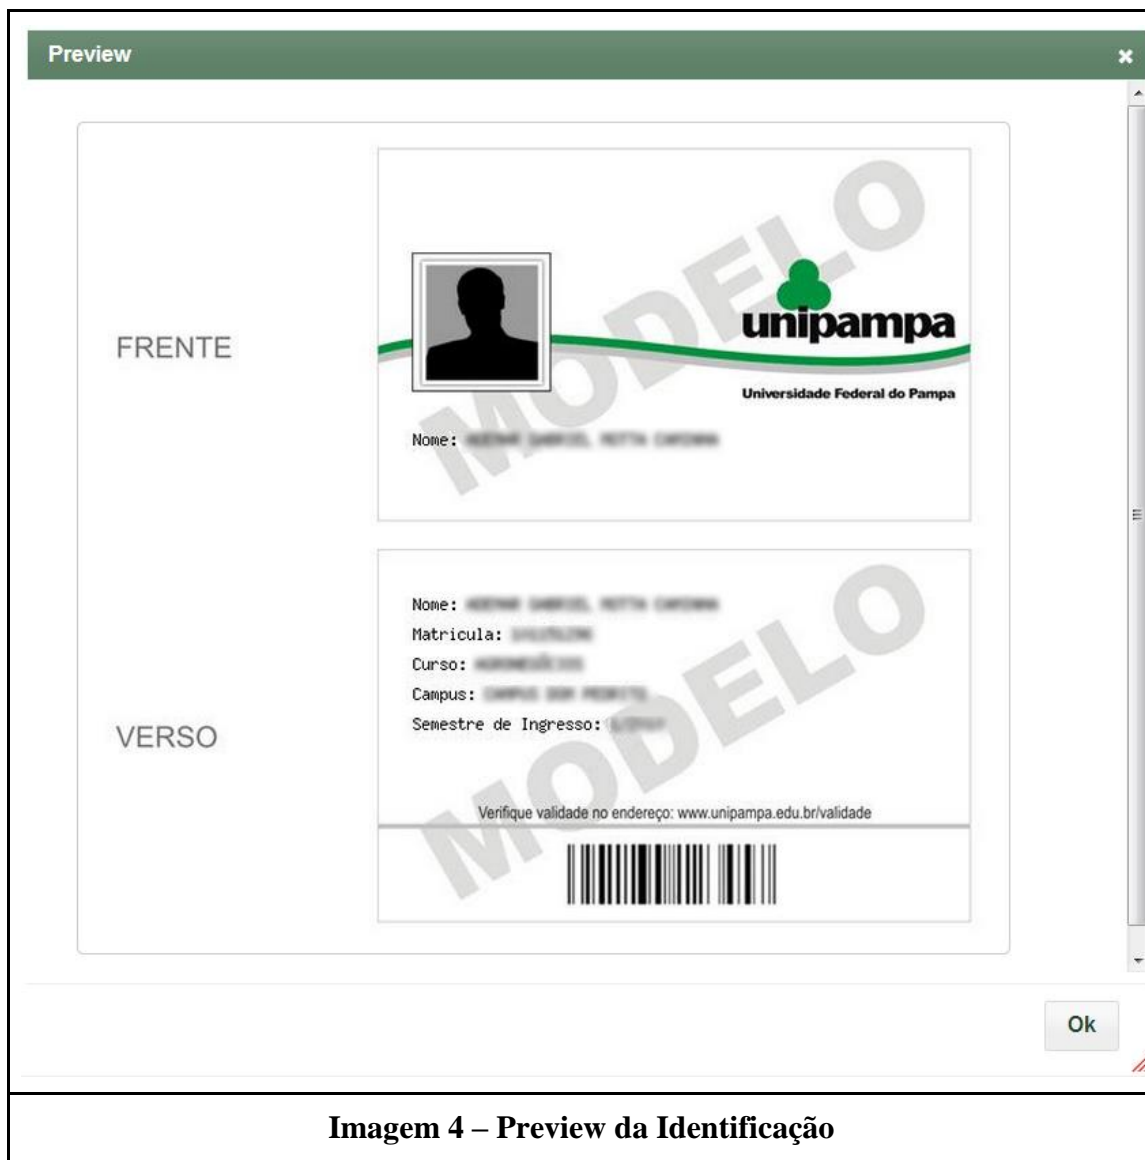 Preview
FRENTE
MODELO
unipampa
Universidade Federal do Pampa
Nome:
VERSO
MODELO
Nome:
Matricula:
Curso:
Campus:
Semestre de Ingresso:
Verifique validade no endereço: www.unipampa.edu.br/validade
Ok
Imagem 4 – Preview da Identificação